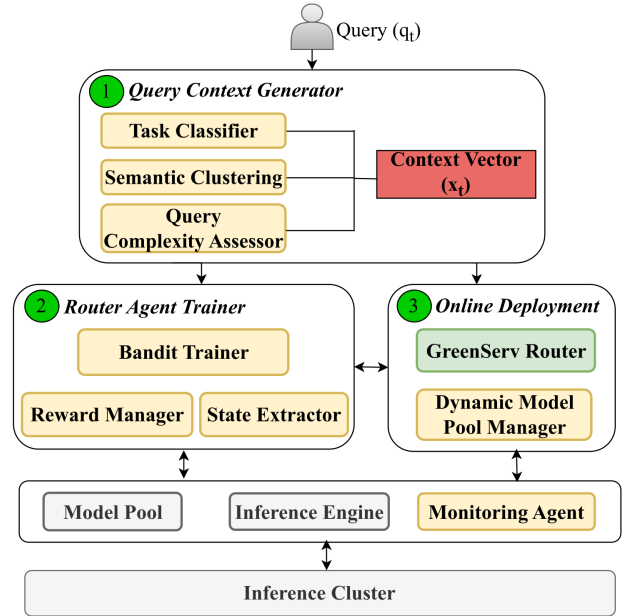 Query (q_t)
1
Query Context Generator
Task Classifier
Semantic Clustering
Query
Complexity Assessor
Context Vector
(x_t)
2
Router Agent Trainer
Bandit Trainer
Reward Manager
State Extractor
3
Online Deployment
GreenServ Router
Dynamic Model
Pool Manager
Model Pool
Inference Engine
Monitoring Agent
Inference Cluster